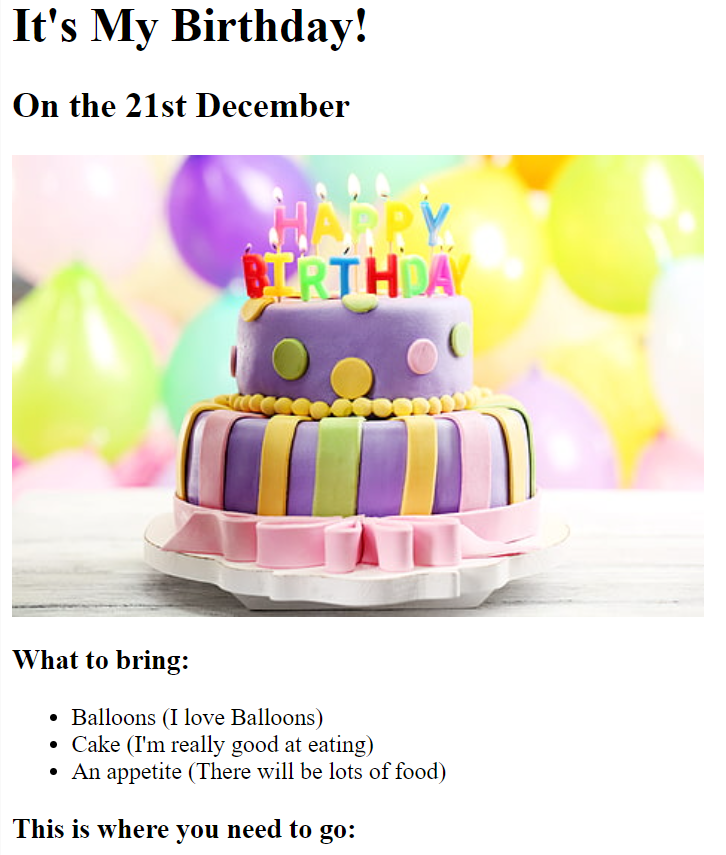 It's My Birthday!
On the 21st December
HAPPY
BIRTHDAY
What to bring:
Balloons (I love Balloons)
Cake (I'm really good at eating)
An appetite (There will be lots of food)
This is where you need to go: